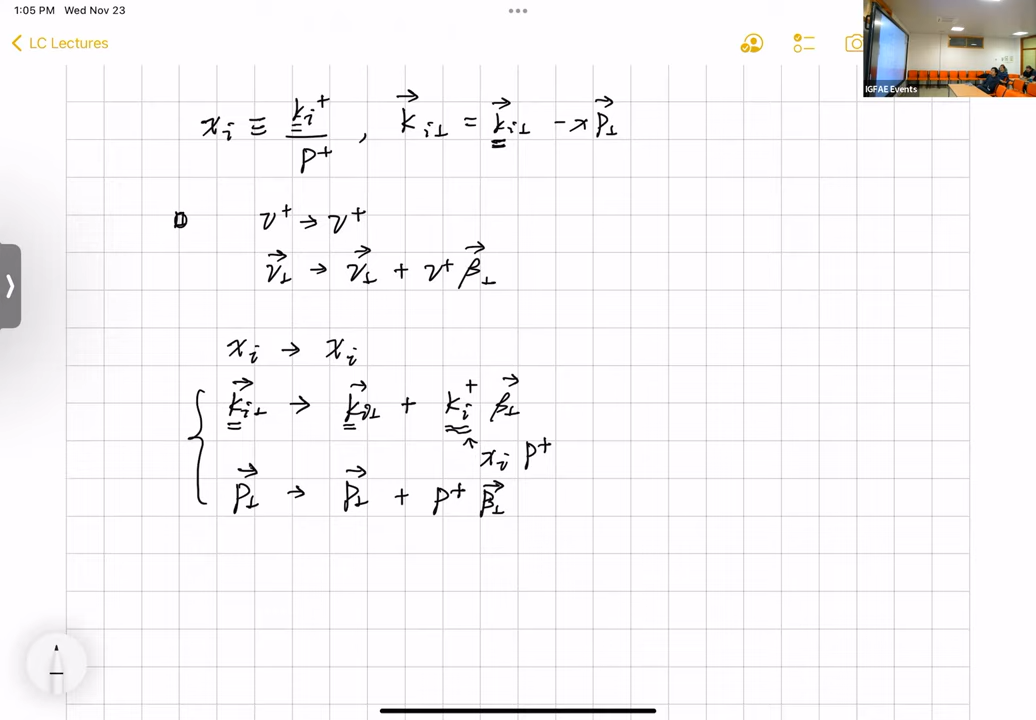 1:05 PM Wed Nov 23
LC Lectures
IGFAE Events
x_i ≡ k_i^+ / P^+ , \vec{k}_{i⊥} = \vec{k}_{i⊥} - x \vec{P}_⊥
v^+ → v^+
\vec{v}_⊥ → \vec{v}_⊥ + v^+ \vec{β}_⊥
x_i → x_i
\vec{k}_{i⊥} → \vec{k}_{i⊥} + k_i^+ \vec{β}_⊥
↑ x_i P^+
\vec{P}_⊥ → \vec{P}_⊥ + P^+ \vec{β}_⊥